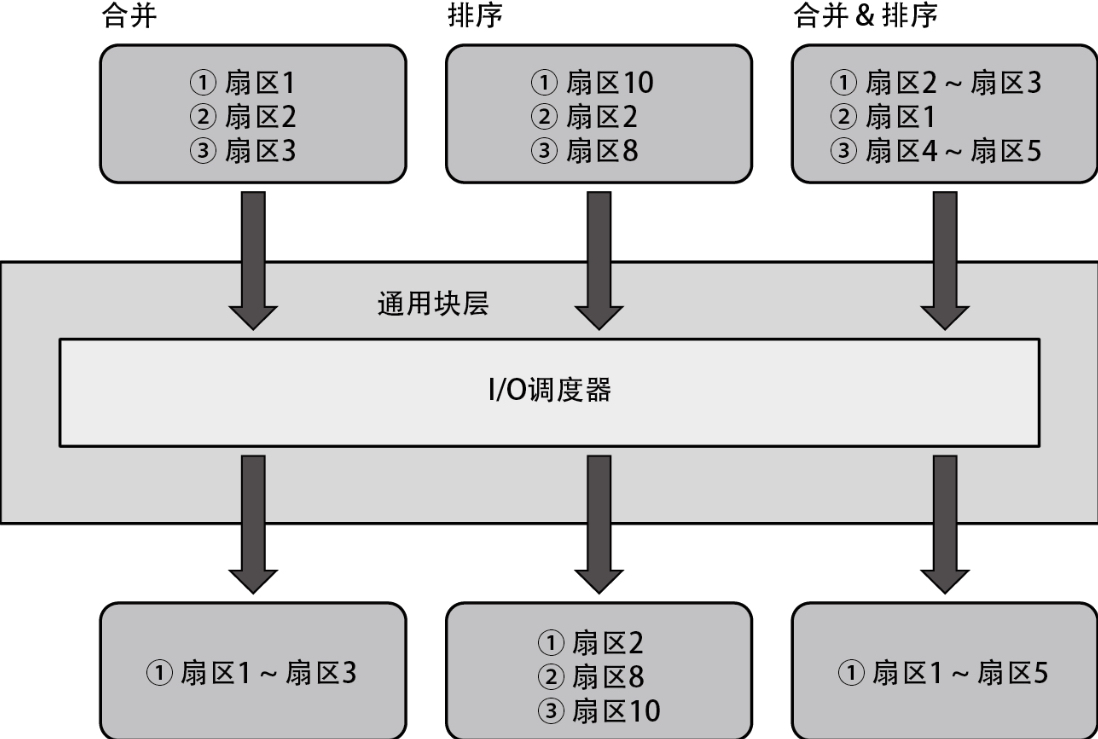 合并
排序
合并 & 排序
① 扇区1
② 扇区2
③ 扇区3
① 扇区10
② 扇区2
③ 扇区8
① 扇区2 ~ 扇区3
② 扇区1
③ 扇区4 ~ 扇区5
通用块层
I/O调度器
① 扇区1 ~ 扇区3
① 扇区2
② 扇区8
③ 扇区10
① 扇区1 ~ 扇区5